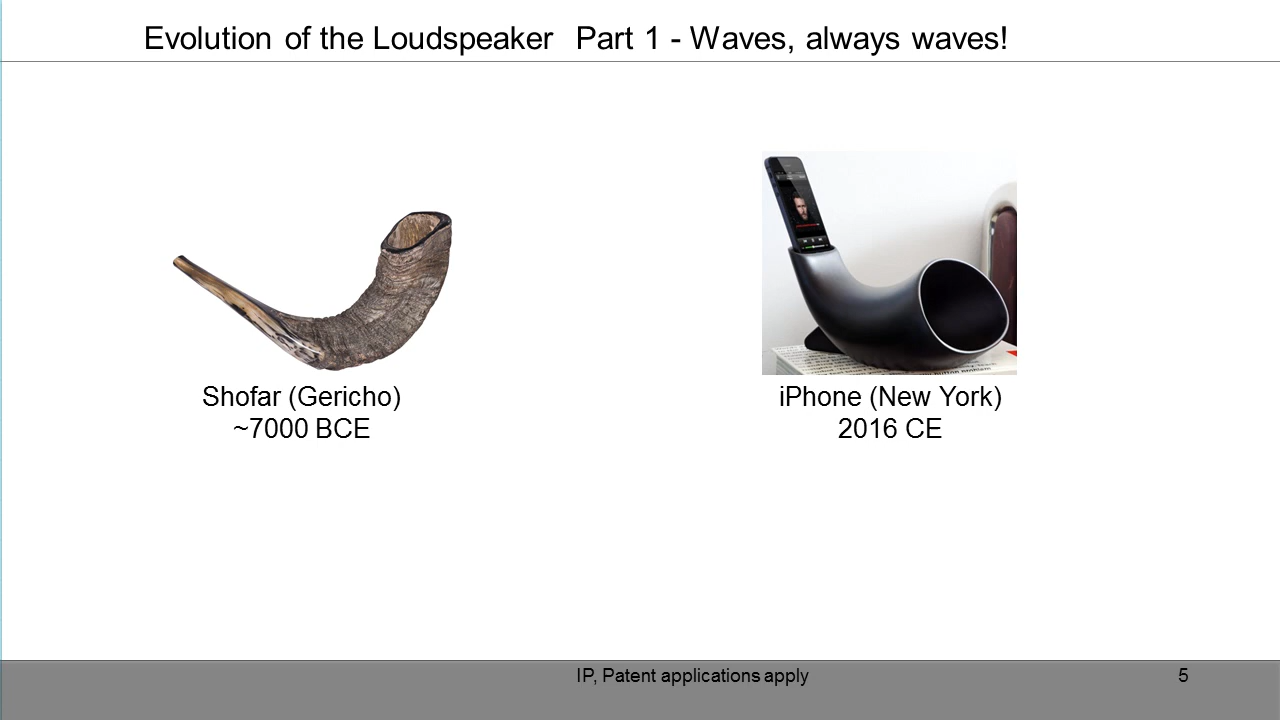 Evolution of the Loudspeaker  Part 1 - Waves, always waves!
Shofar (Gericho)
~7000 BCE
iPhone (New York)
2016 CE
IP, Patent applications apply
5